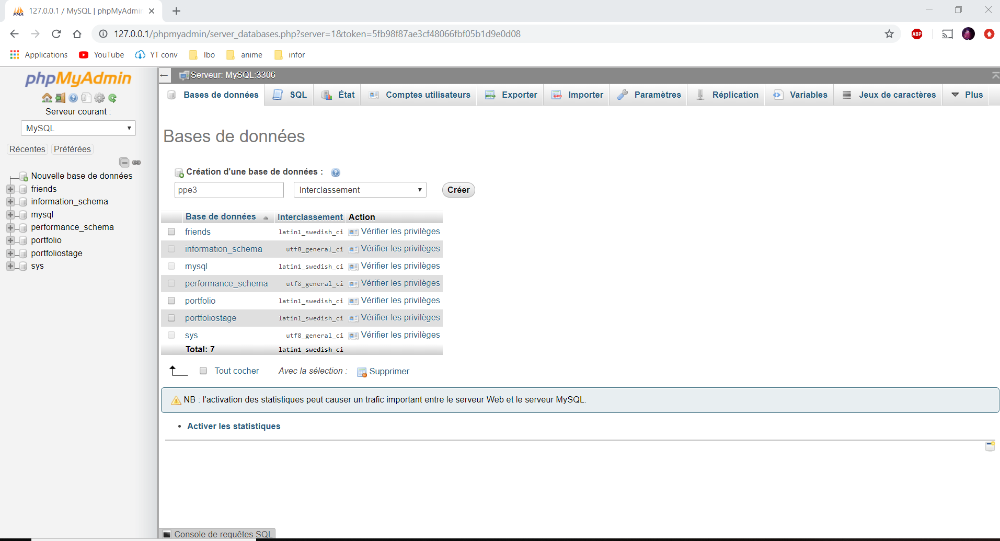 127.0.0.1 / MySQL | phpMyAdmin
127.0.0.1/phpmyadmin/server_databases.php?server=1&token=5fb98f87ae3cf48066fbf05b1d9e0d08
ABP
Applications YouTube YT conv Ibo anime infor
phpMyAdmin
Serveur courant :
MySQL
Récentes Préférées
Nouvelle base de données
friends
information_schema
mysql
performance_schema
portfolio
portfoliostage
sys
Serveur: MySQL:3306
Bases de données SQL État Comptes utilisateurs Exporter Importer Paramètres Réplication Variables Jeux de caractères Plus
Bases de données
Création d'une base de données :
ppe3 Interclassement Créer
Base de données Interclassement Action
friends latin1_swedish_ci Vérifier les privilèges
information_schema utf8_general_ci Vérifier les privilèges
mysql latin1_swedish_ci Vérifier les privilèges
performance_schema utf8_general_ci Vérifier les privilèges
portfolio latin1_swedish_ci Vérifier les privilèges
portfoliostage latin1_swedish_ci Vérifier les privilèges
sys utf8_general_ci Vérifier les privilèges
Total: 7 latin1_swedish_ci
Tout cocher Avec la sélection : Supprimer
NB : l'activation des statistiques peut causer un trafic important entre le serveur Web et le serveur MySQL.
• Activer les statistiques
Console de requêtes SQL